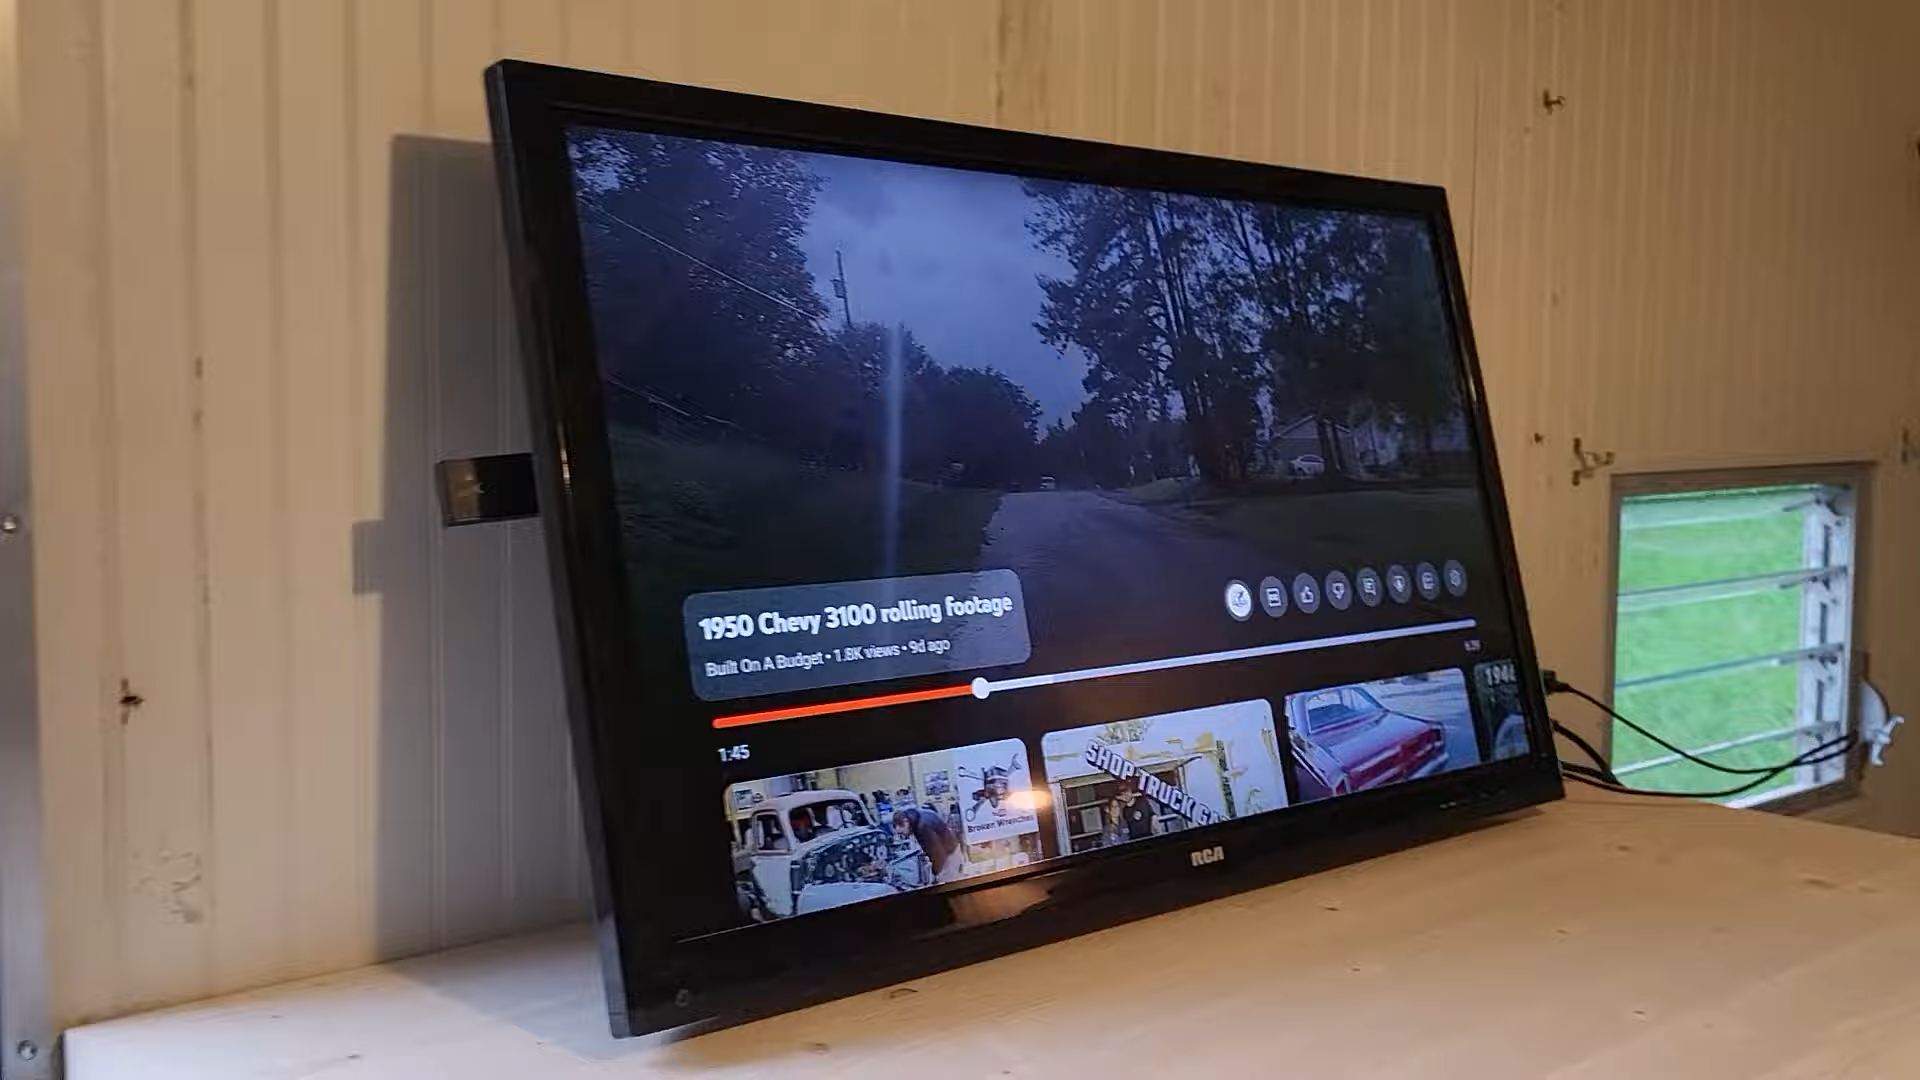 1950 Chevy 3100 rolling footage
Built On A Budget • 1.8K views • 9d ago
1:45
Broken Wrenches
SHOP TRUCK
RCA